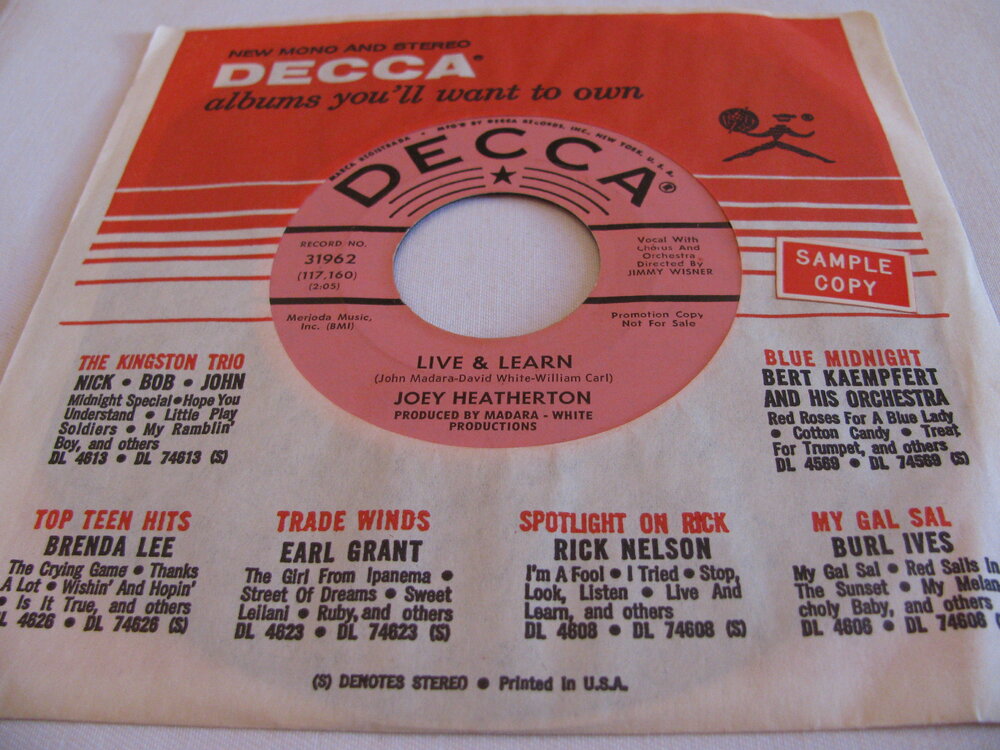 NEW MONO AND STEREO
DECCA®
albums you'll want to own
MARCA REGISTRADA • MFG'D BY DECCA RECORDS, INC., NEW YORK, U.S.A.
DECCA®
RECORD NO.
31962
(117,160)
(2:05)
Merjoda Music,
Inc. (BMI)
Vocal With
Chorus And
Orchestra
Directed By
JIMMY WISNER
Promotion Copy
Not For Sale
LIVE & LEARN
(John Madara-David White-William Carl)
JOEY HEATHERTON
PRODUCED BY MADARA - WHITE
PRODUCTIONS
SAMPLE
COPY
THE KINGSTON TRIO
NICK • BOB • JOHN
Midnight Special • Hope You
Understand • Little Play
Soldiers • My Ramblin'
Boy, and others
DL 4613 • DL 74613 (S)
BLUE MIDNIGHT
BERT KAEMPFERT
AND HIS ORCHESTRA
Red Roses For A Blue Lady
• Cotton Candy • Treat
For Trumpet, and others
DL 4569 • DL 74569 (S)
TOP TEEN HITS
BRENDA LEE
The Crying Game • Thanks
A Lot • Wishin' And Hopin'
• Is It True, and others
L 4626 • DL 74626 (S)
TRADE WINDS
EARL GRANT
The Girl From Ipanema •
Street Of Dreams • Sweet
Leilani • Ruby, and others
DL 4623 • DL 74623 (S)
SPOTLIGHT ON RICK
RICK NELSON
I'm A Fool • I Tried • Stop,
Look, Listen • Live And
Learn, and others
DL 4608 • DL 74608 (S)
MY GAL SAL
BURL IVES
My Gal Sal • Red Sails In
The Sunset • My Melan-
choly Baby, and others
DL 4606 • DL 74606 (
(S) DENOTES STEREO • Printed In U.S.A.